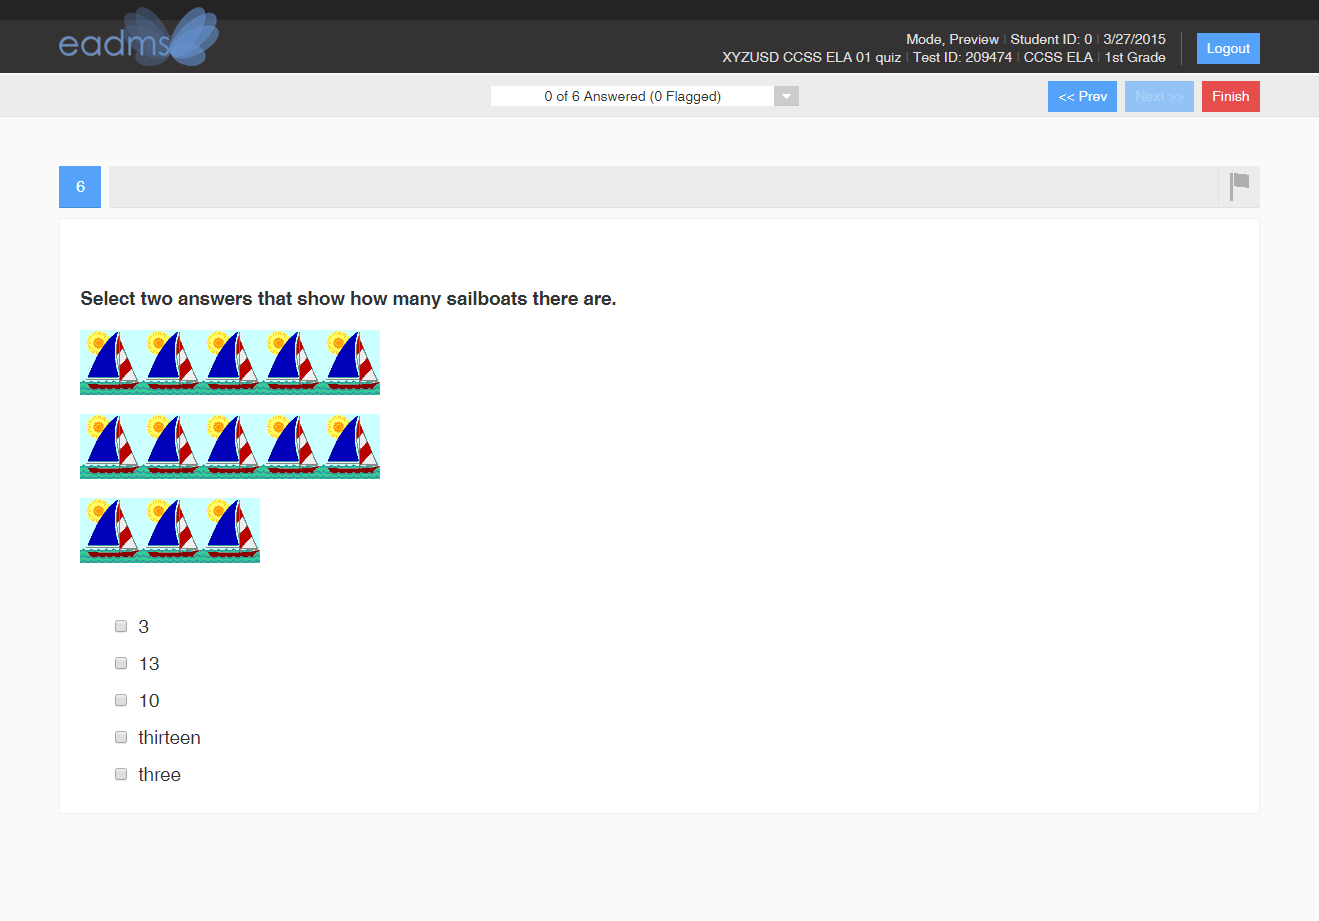 eadms
Mode, Preview | Student ID: 0 | 3/27/2015
XYZUSD CCSS ELA 01 quiz | Test ID: 209474 | CCSS ELA | 1st Grade
Logout
0 of 6 Answered (0 Flagged)
<< Prev
Next >>
Finish
6
Select two answers that show how many sailboats there are.
3
13
10
thirteen
three